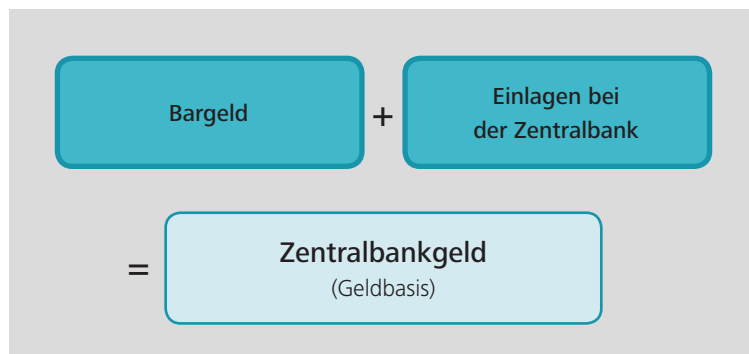 Bargeld
+
Einlagen bei
der Zentralbank
=
Zentralbankgeld
(Geldbasis)